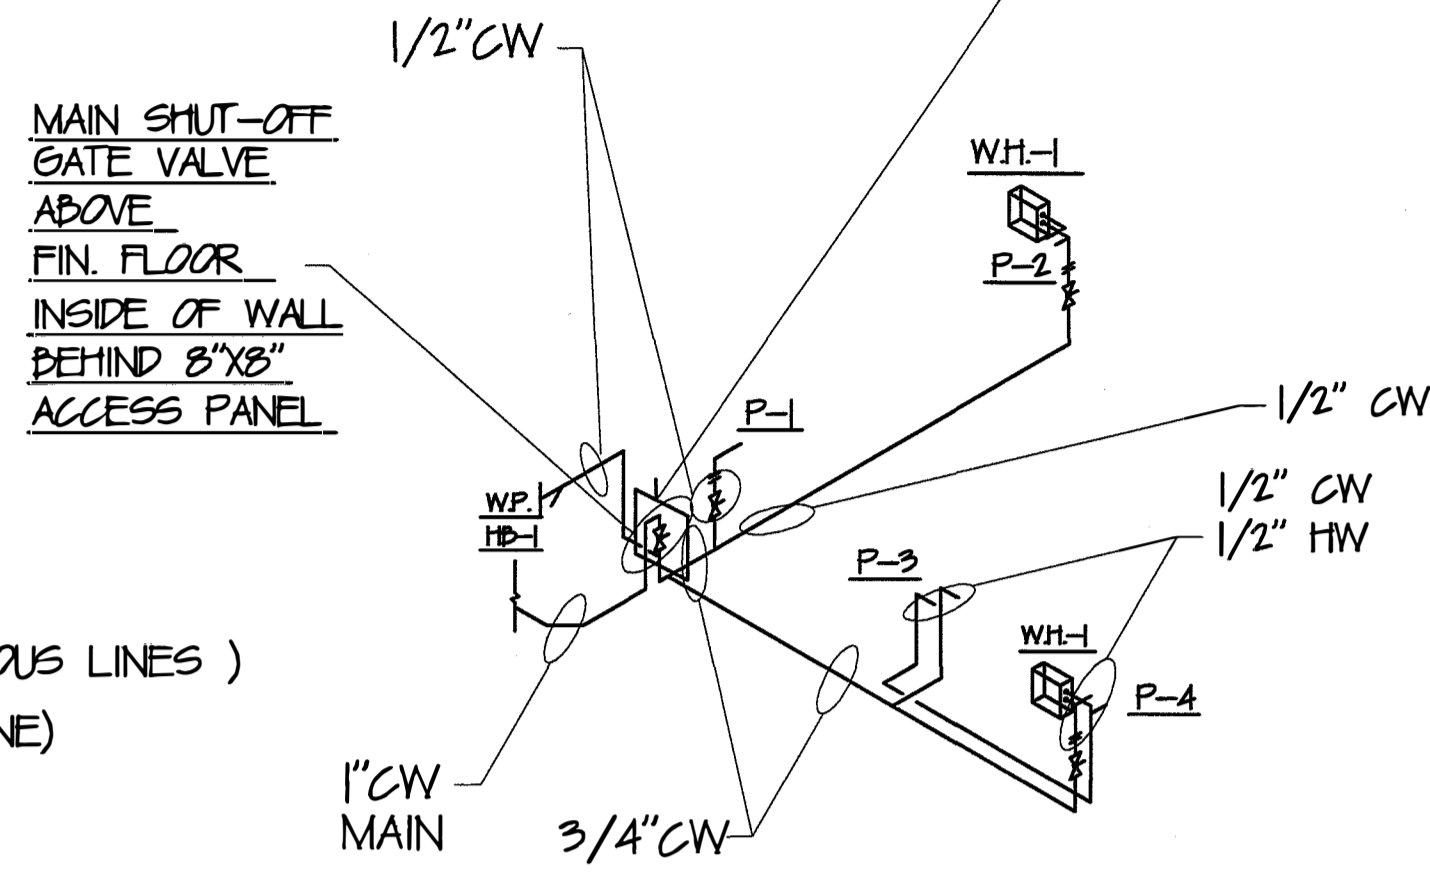 1/2"CW
MAIN SHUT-OFF
GATE VALVE
ABOVE
FIN. FLOOR
INSIDE OF WALL
BEHIND 8"X8"
ACCESS PANEL
W.H.-1
P-2
P-1
1/2" CW
W.P.
HB-1
1/2" CW
1/2" HW
P-3
W.H.-1
P-4
OUS LINES )
NE)
1"CW
MAIN
3/4"CW